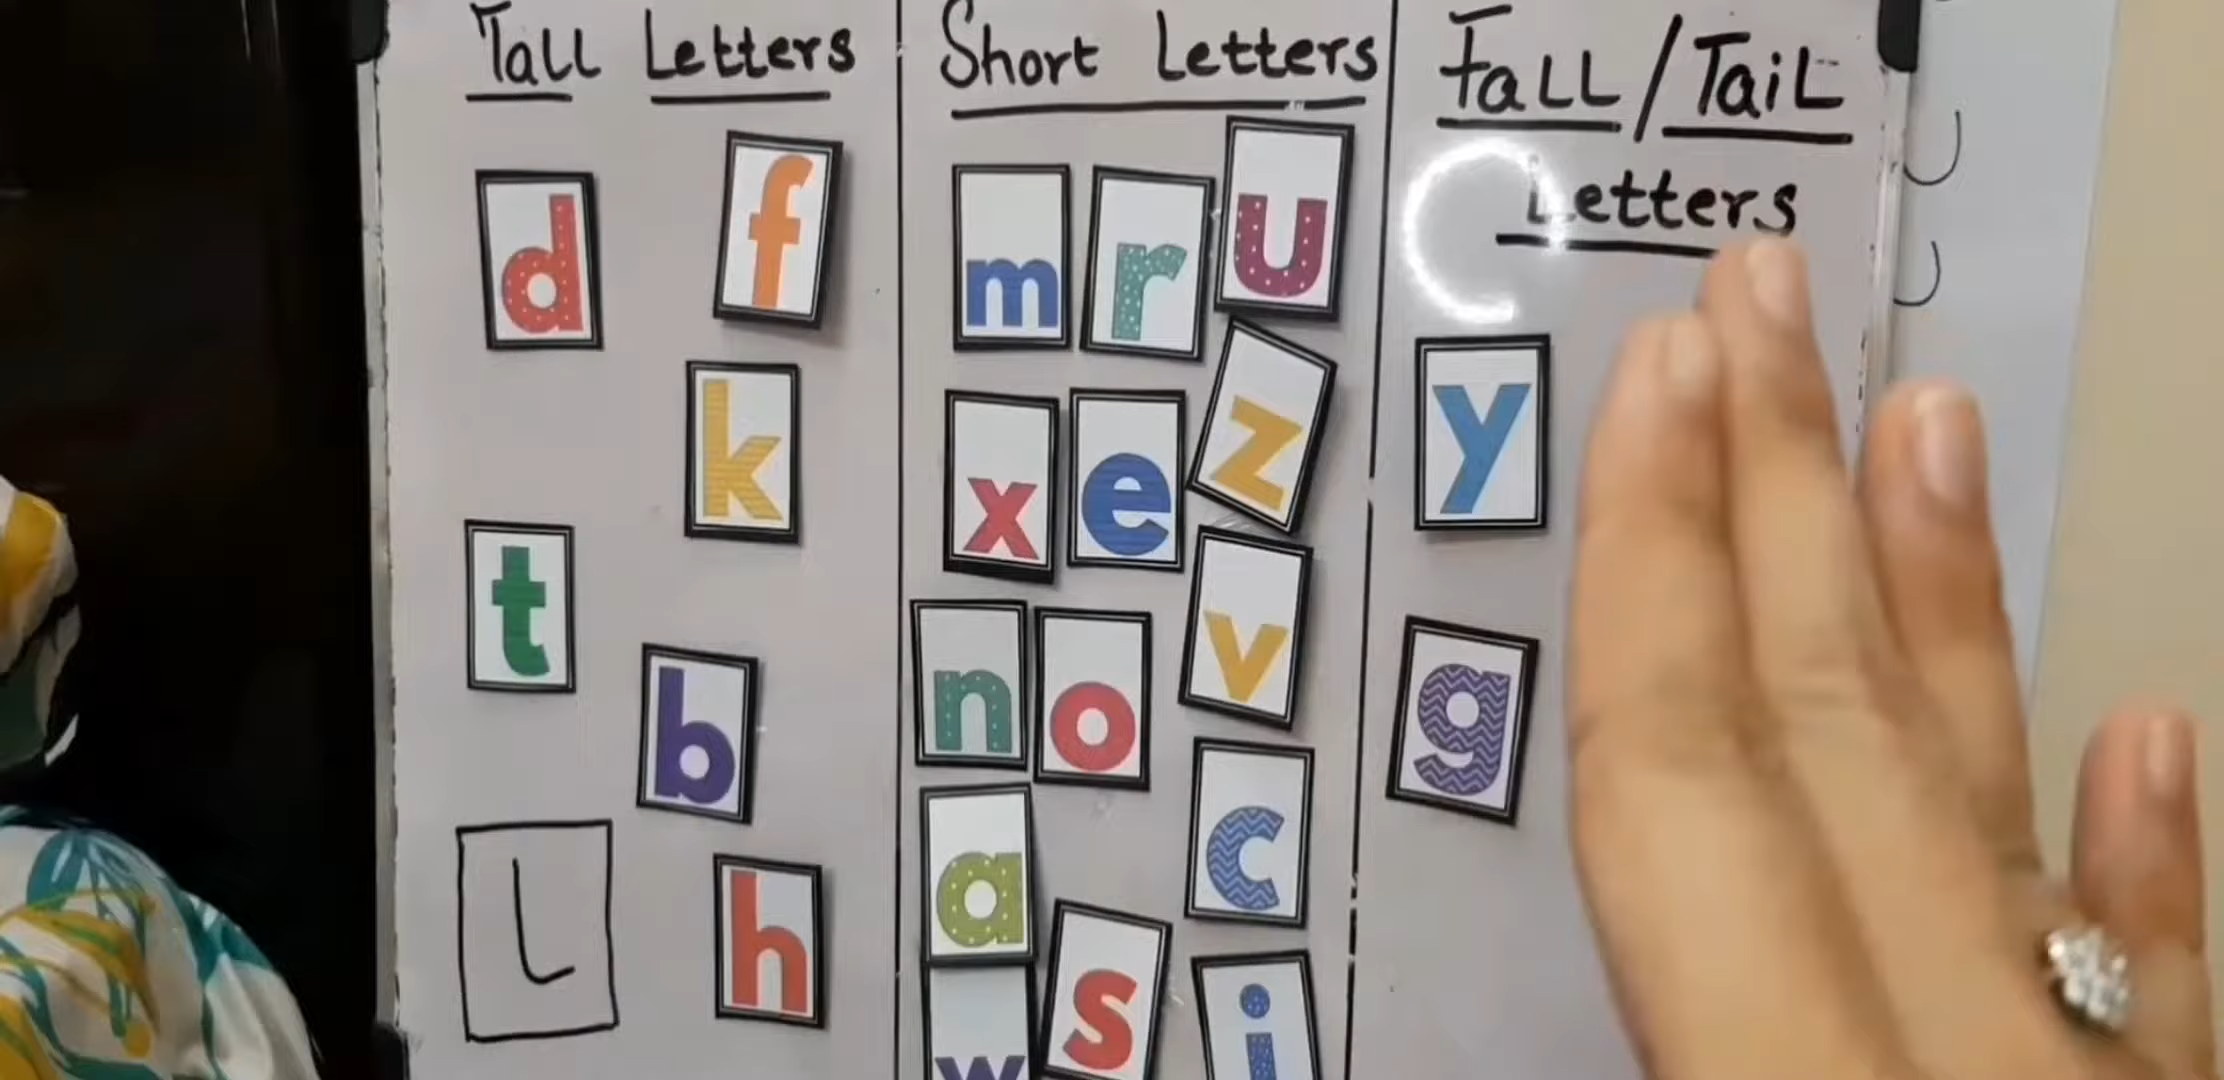 Tall Letters
Short Letters
Fall/Tail
Letters
d f
k
t
b
l h
m r u
x e z
n o v
a c
w s i
y
g